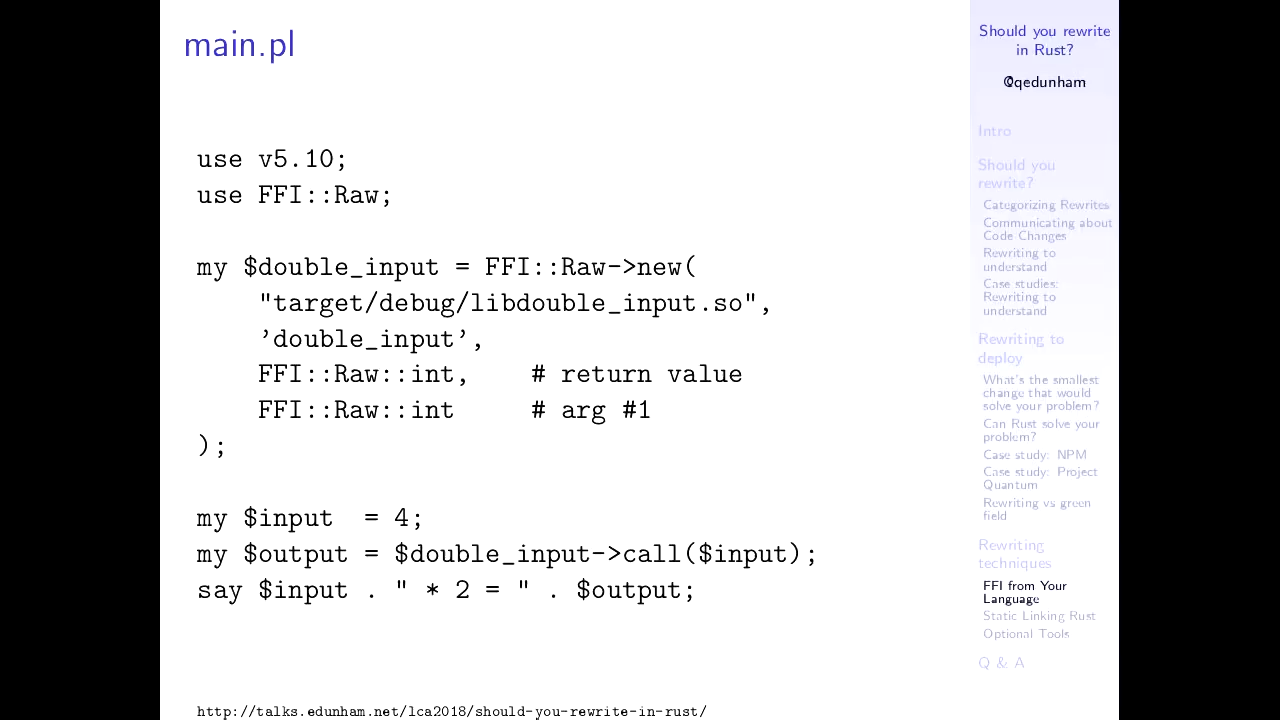 main.pl
use v5.10;
use FFI::Raw;
my $double_input = FFI::Raw->new(
"target/debug/libdouble_input.so",
’double_input’,
FFI::Raw::int, # return value
FFI::Raw::int # arg #1
);
my $input = 4;
my $output = $double_input->call($input);
say $input . " * 2 = " . $output;
http://talks.edunham.net/lca2018/should-you-rewrite-in-rust/
Should you rewrite
in Rust?
@qedunham
Intro
Should you
rewrite?
Categorizing Rewrites
Communicating about
Code Changes
Rewriting to
understand
Case studies:
Rewriting to
understand
Rewriting to
deploy
What's the smallest
change that would
solve your problem?
Can Rust solve your
problem?
Case study: NPM
Case study: Project
Quantum
Rewriting vs green
field
Rewriting
techniques
FFI from Your
Language
Static Linking Rust
Optional Tools
Q & A